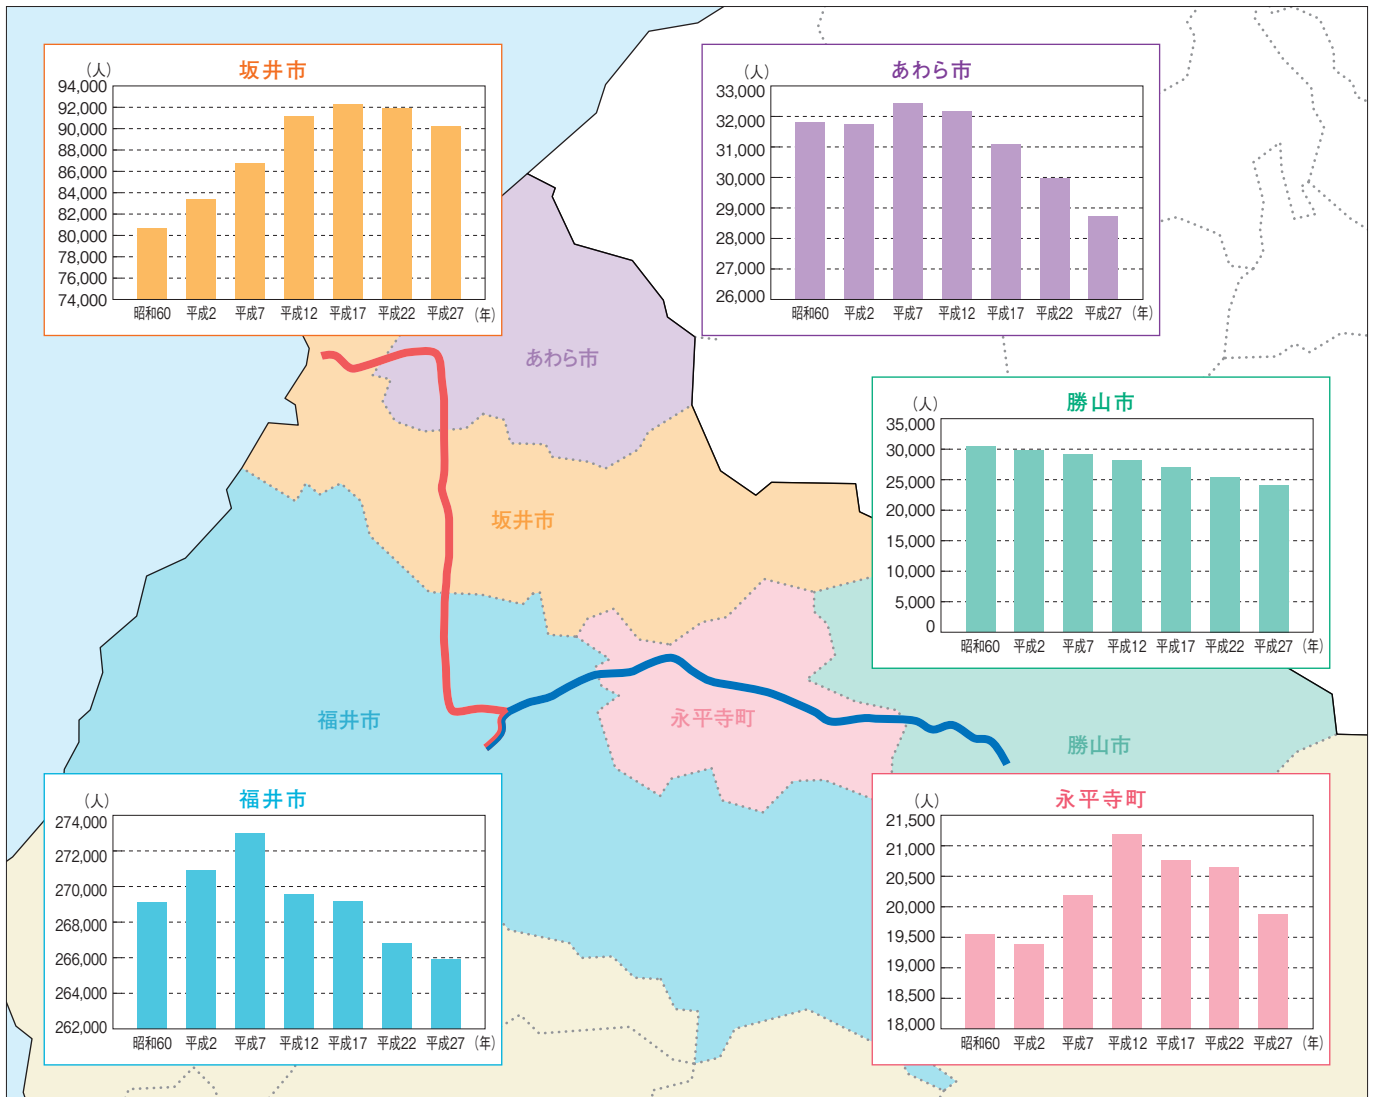 坂井市
(人)
94,000
92,000
90,000
88,000
86,000
84,000
82,000
80,000
78,000
76,000
74,000
昭和60 平成2 平成7 平成12 平成17 平成22 平成27 (年)
あわら市
(人)
33,000
32,000
31,000
30,000
29,000
28,000
27,000
26,000
昭和60 平成2 平成7 平成12 平成17 平成22 平成27 (年)
あわら市
勝山市
(人)
35,000
30,000
25,000
20,000
15,000
10,000
5,000
0
昭和60 平成2 平成7 平成12 平成17 平成22 平成27 (年)
坂井市
福井市
永平寺町
勝山市
福井市
(人)
274,000
272,000
270,000
268,000
266,000
264,000
262,000
昭和60 平成2 平成7 平成12 平成17 平成22 平成27 (年)
永平寺町
(人)
21,500
21,000
20,500
20,000
19,500
19,000
18,500
18,000
昭和60 平成2 平成7 平成12 平成17 平成22 平成27 (年)